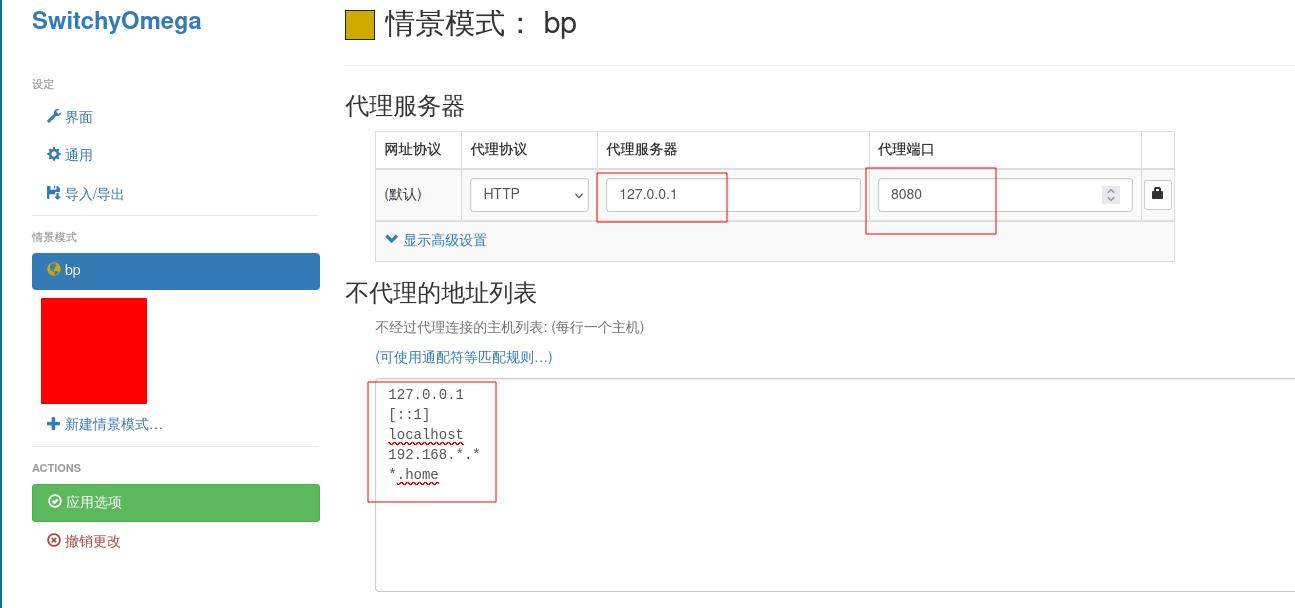 SwitchyOmega
设定
界面
通用
导入/导出
情景模式
bp
新建情景模式…
ACTIONS
应用选项
撤销更改
情景模式： bp
代理服务器
网址协议 代理协议 代理服务器 代理端口
(默认) HTTP 127.0.0.1 8080
显示高级设置
不代理的地址列表
不经过代理连接的主机列表: (每行一个主机)
(可使用通配符等匹配规则…)
127.0.0.1
[::1]
localhost
192.168.*.*
*.home